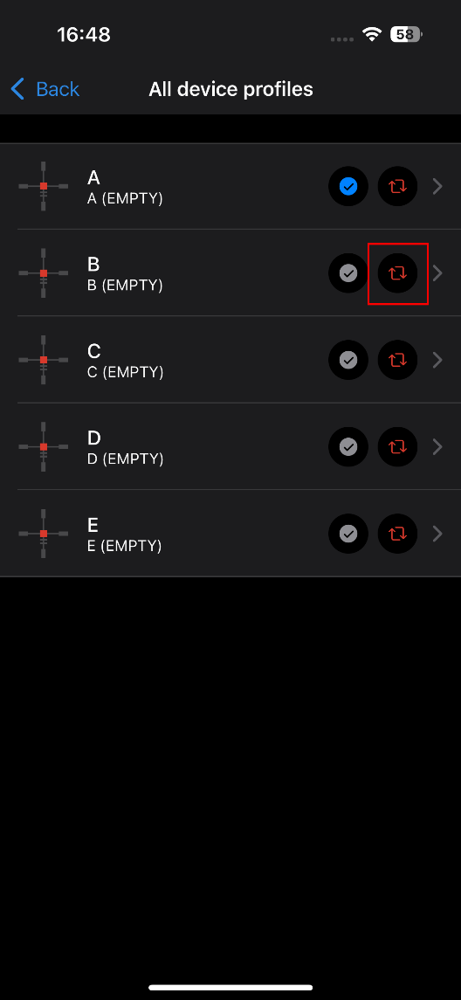 16:48
58
Back
All device profiles
A
A (EMPTY)
B
B (EMPTY)
C
C (EMPTY)
D
D (EMPTY)
E
E (EMPTY)